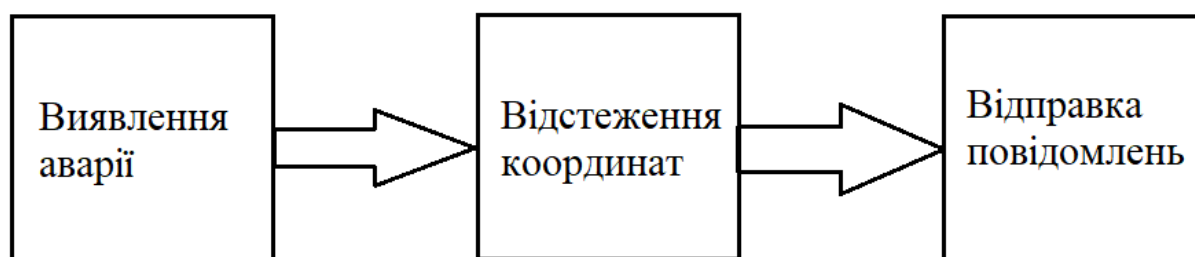 Виявлення
аварії
Відстеження
координат
Відправка
повідомлень